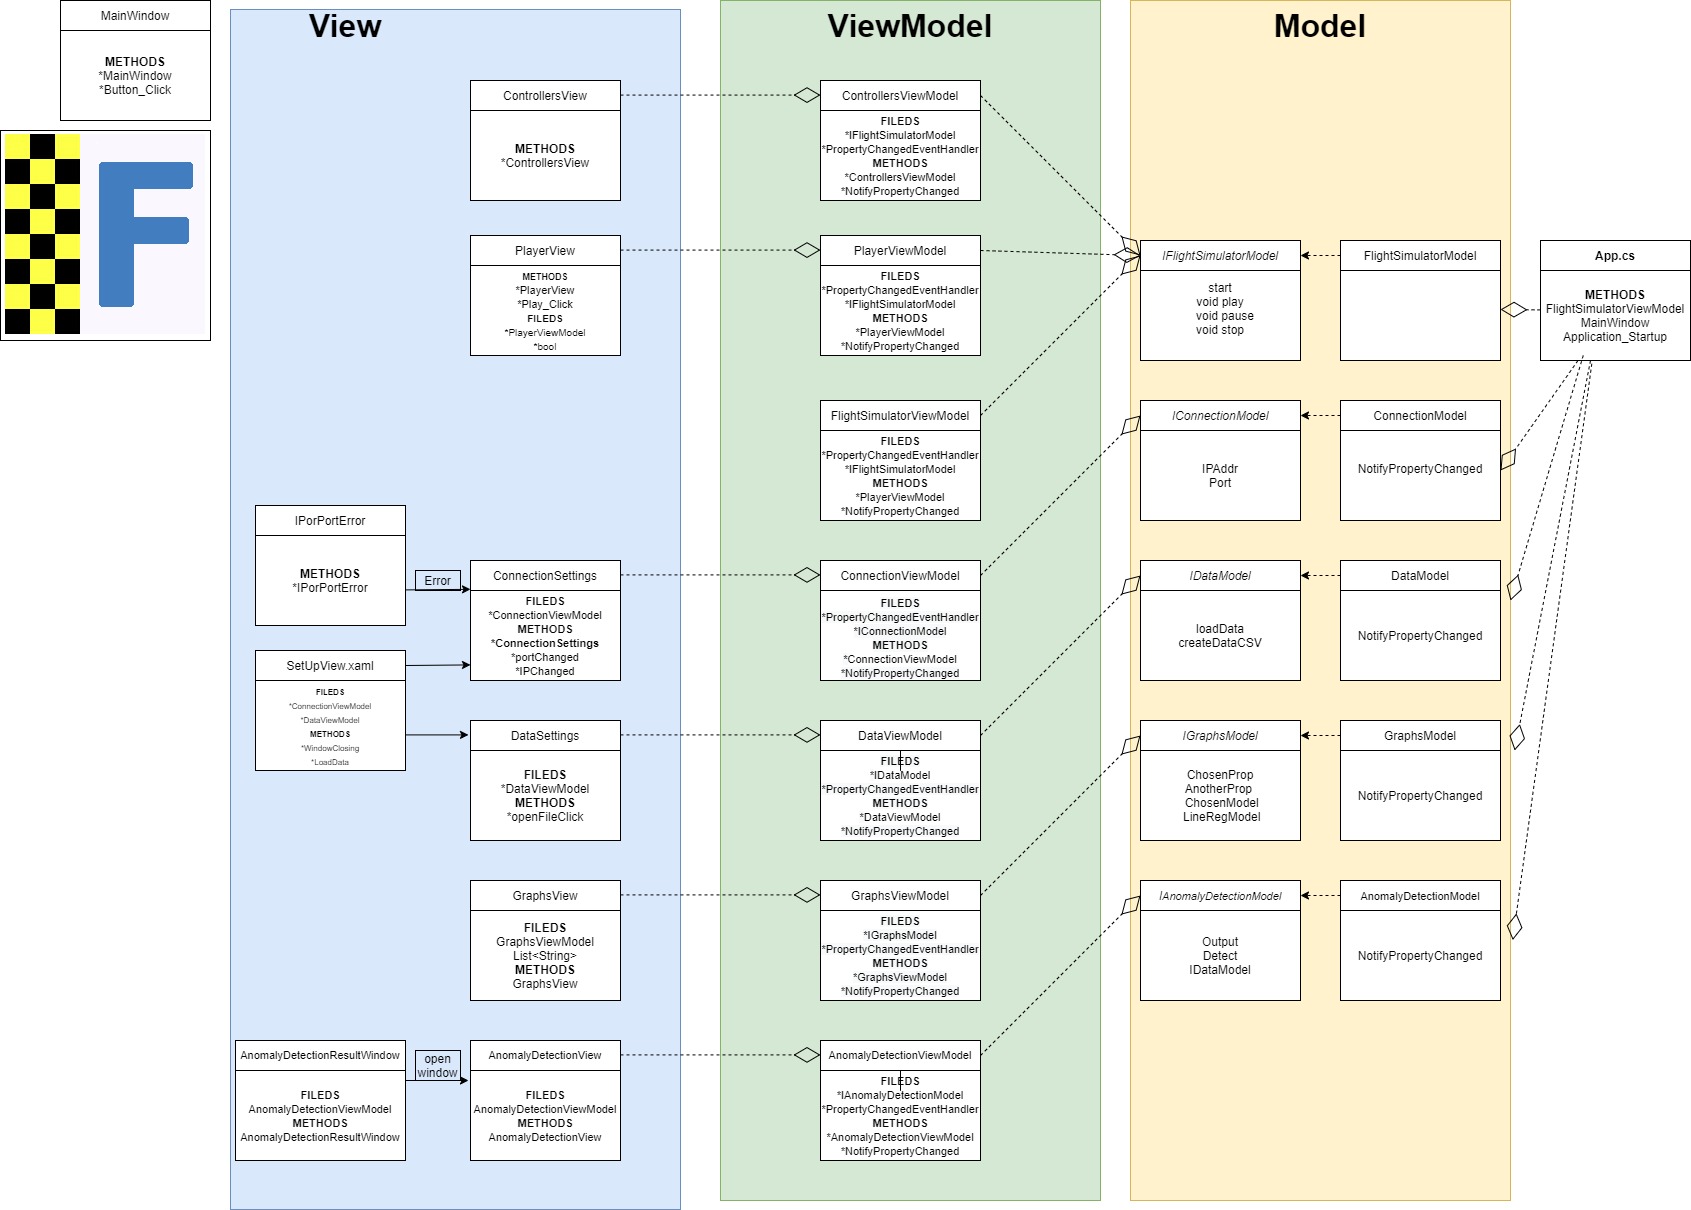 MainWindow
METHODS
*MainWindow
*Button_Click
F
View
ControllersView
METHODS
*ControllersView
PlayerView
METHODS
*PlayerView
*Play_Click
FILEDS
*PlayerViewModel
*bool
IPorPortError
METHODS
*IPorPortError
Error
ConnectionSettings
FILEDS
*ConnectionViewModel
METHODS
*ConnectionSettings
*portChanged
*IPChanged
SetUpView.xaml
FILEDS
*ConnectionViewModel
*DataViewModel
METHODS
*WindowClosing
*LoadData
DataSettings
FILEDS
*DataViewModel
METHODS
*openFileClick
GraphsView
FILEDS
GraphsViewModel
List<String>
METHODS
GraphsView
AnomalyDetectionResultWindow
FILEDS
AnomalyDetectionViewModel
METHODS
AnomalyDetectionResultWindow
open
window
AnomalyDetectionView
FILEDS
AnomalyDetectionViewModel
METHODS
AnomalyDetectionView
ViewModel
ControllersViewModel
FILEDS
*IFlightSimulatorModel
*PropertyChangedEventHandler
METHODS
*ControllersViewModel
*NotifyPropertyChanged
PlayerViewModel
FILEDS
*PropertyChangedEventHandler
*IFlightSimulatorModel
METHODS
*PlayerViewModel
*NotifyPropertyChanged
FlightSimulatorViewModel
FILEDS
*PropertyChangedEventHandler
*IFlightSimulatorModel
METHODS
*PlayerViewModel
*NotifyPropertyChanged
ConnectionViewModel
FILEDS
*PropertyChangedEventHandler
*IConnectionModel
METHODS
*ConnectionViewModel
*NotifyPropertyChanged
DataViewModel
FILEDS
*IDataModel
*PropertyChangedEventHandler
METHODS
*DataViewModel
*NotifyPropertyChanged
GraphsViewModel
FILEDS
*IGraphsModel
*PropertyChangedEventHandler
METHODS
*GraphsViewModel
*NotifyPropertyChanged
AnomalyDetectionViewModel
FILEDS
*IAnomalyDetectionModel
*PropertyChangedEventHandler
METHODS
*AnomalyDetectionViewModel
*NotifyPropertyChanged
Model
IFlightSimulatorModel
start
void play
void pause
void stop
FlightSimulatorModel
IConnectionModel
IPAddr
Port
ConnectionModel
NotifyPropertyChanged
IDataModel
loadData
createDataCSV
DataModel
NotifyPropertyChanged
IGraphsModel
ChosenProp
AnotherProp
ChosenModel
LineRegModel
GraphsModel
NotifyPropertyChanged
IAnomalyDetectionModel
Output
Detect
IDataModel
AnomalyDetectionModel
NotifyPropertyChanged
App.cs
METHODS
FlightSimulatorViewModel
MainWindow
Application_Startup